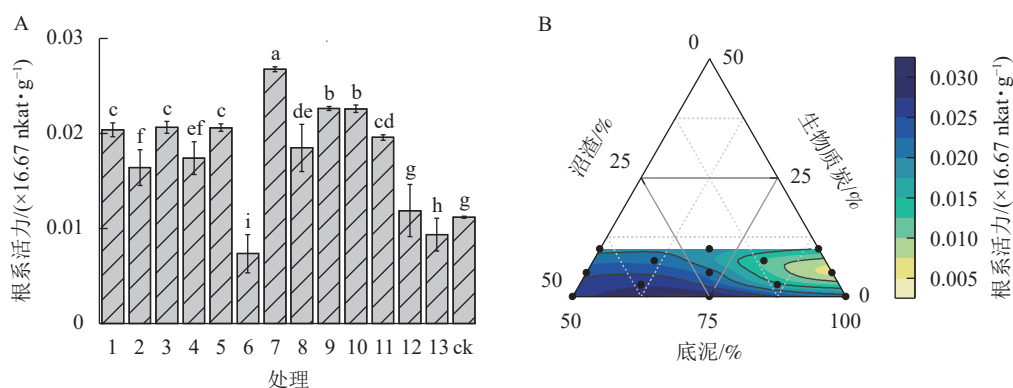 A
根系活力/(×16.67 nkat·g⁻¹)
0.03
0.02
0.01
0
c
f
c
ef
c
i
a
de
b
b
cd
g
h
g
1 2 3 4 5 6 7 8 9 10 11 12 13 ck
处理
B
0
50
沼渣/%
生物质炭/%
25
25
50
0
50 75 100
底泥/%
0.030
0.025
0.020
0.015
0.010
0.005
根系活力/(×16.67 nkat·g⁻¹)